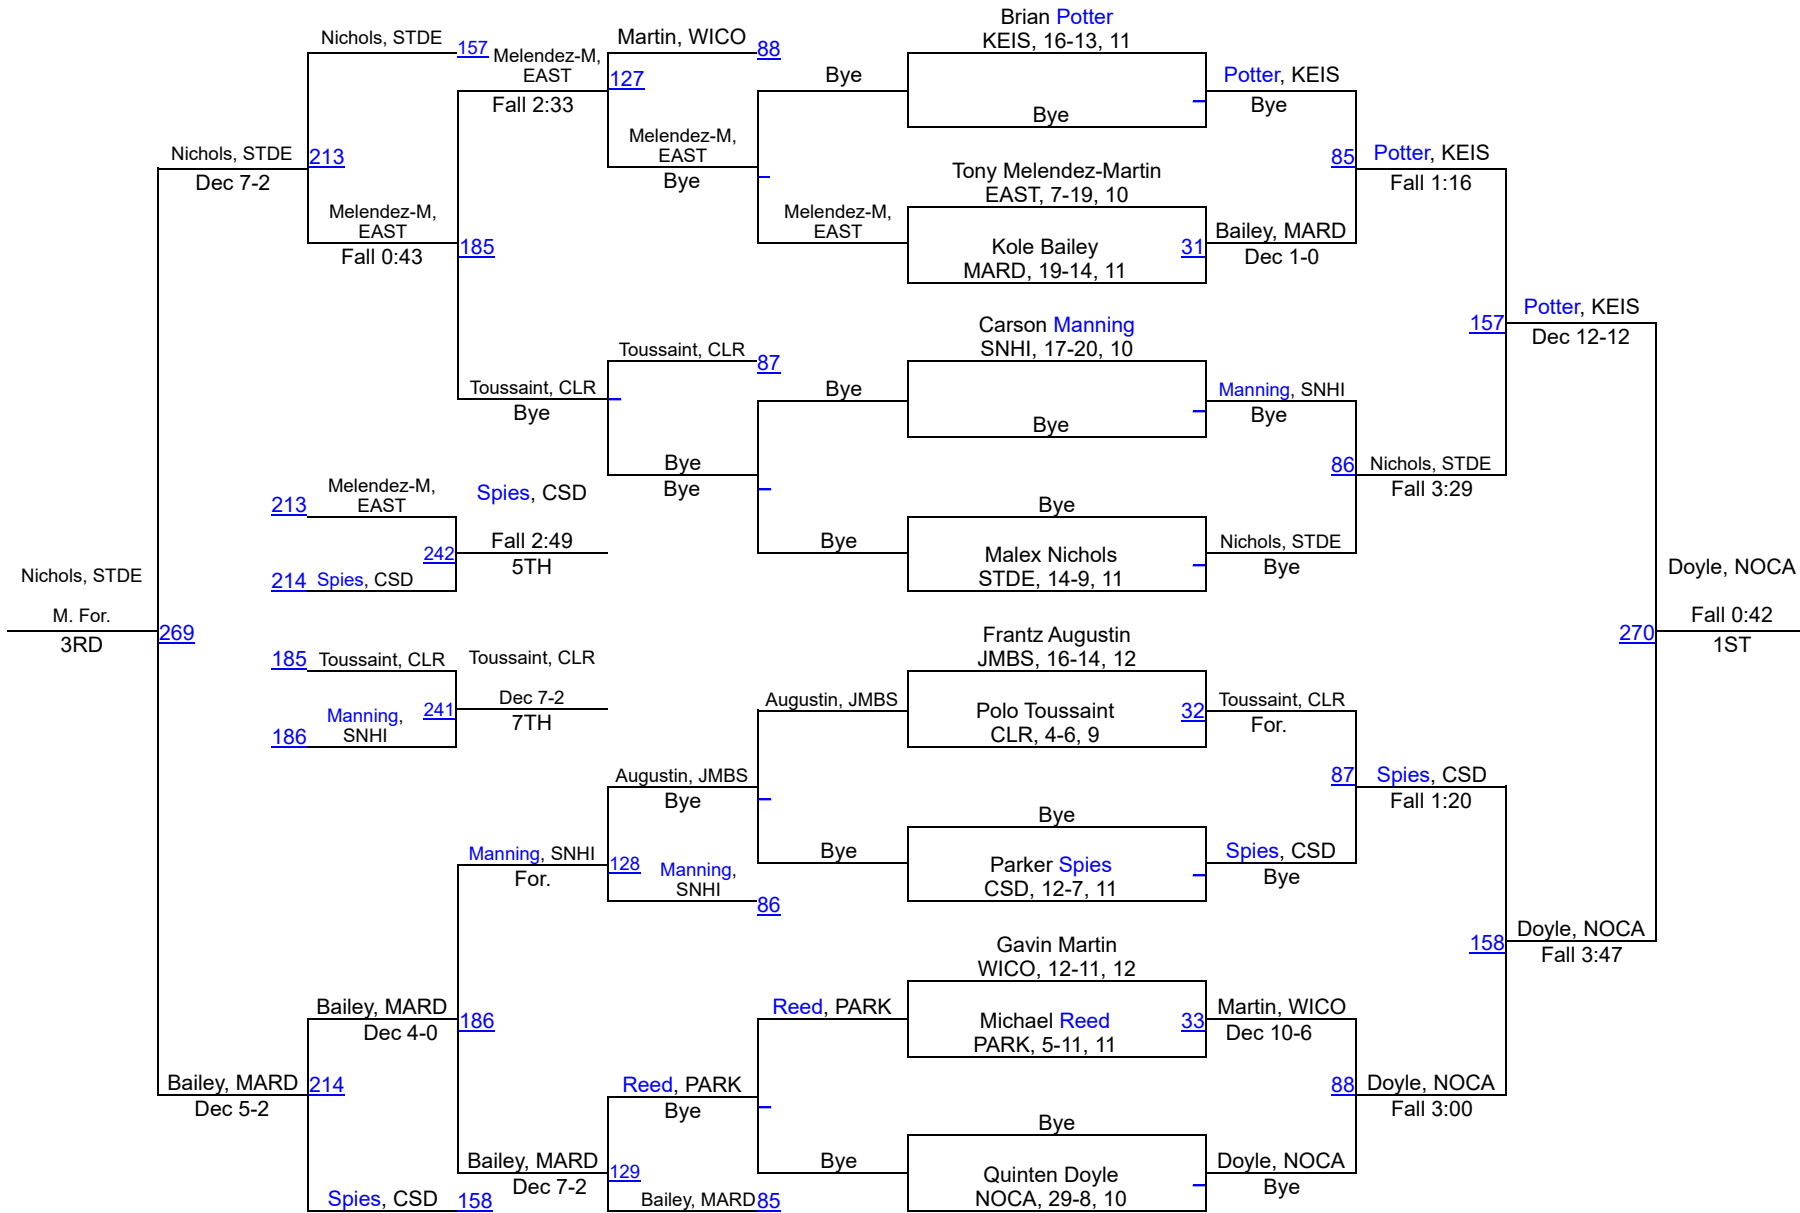 Brian Potter
KEIS, 16-13, 11
Nichols, STDE
157
Melendez-M,
EAST
Fall 2:33
Martin, WICO
88
127
Bye
Potter, KEIS
Bye
Bye
Melendez-M,
EAST
Bye
Nichols, STDE
213
Dec 7-2
85
Potter, KEIS
Fall 1:16
Tony Melendez-Martin
EAST, 7-19, 10
Melendez-M,
EAST
Fall 0:43
185
Melendez-M,
EAST
Kole Bailey
MARD, 19-14, 11
31
Bailey, MARD
Dec 1-0
Carson Manning
SNHI, 17-20, 10
157
Potter, KEIS
Dec 12-12
Toussaint, CLR
87
Toussaint, CLR
Bye
Bye
Manning, SNHI
Bye
Bye
Bye
Bye
86
Nichols, STDE
Fall 3:29
213
Melendez-M,
EAST
Spies, CSD
242
Fall 2:49
5TH
214
Spies, CSD
Bye
Bye
Malex Nichols
STDE, 14-9, 11
Nichols, STDE
Bye
Nichols, STDE
M. For.
3RD
269
Doyle, NOCA
Fall 0:42
1ST
270
Frantz Augustin
JMBS, 16-14, 12
185
Toussaint, CLR
Toussaint, CLR
241
Dec 7-2
7TH
186
Manning,
SNHI
Augustin, JMBS
Polo Toussaint
CLR, 4-6, 9
32
Toussaint, CLR
For.
Augustin, JMBS
Bye
87
Spies, CSD
Fall 1:20
Bye
Manning, SNHI
For.
128
Manning,
SNHI
86
Bye
Parker Spies
CSD, 12-7, 11
Spies, CSD
Bye
158
Doyle, NOCA
Fall 3:47
Gavin Martin
WICO, 12-11, 12
Bailey, MARD
Dec 4-0
186
Reed, PARK
Michael Reed
PARK, 5-11, 11
33
Martin, WICO
Dec 10-6
Bailey, MARD
Dec 5-2
214
Reed, PARK
Bye
88
Doyle, NOCA
Fall 3:00
Bye
Bailey, MARD
Dec 7-2
129
Bye
Quinten Doyle
NOCA, 29-8, 10
Doyle, NOCA
Bye
Spies, CSD
158
Bailey, MARD
85